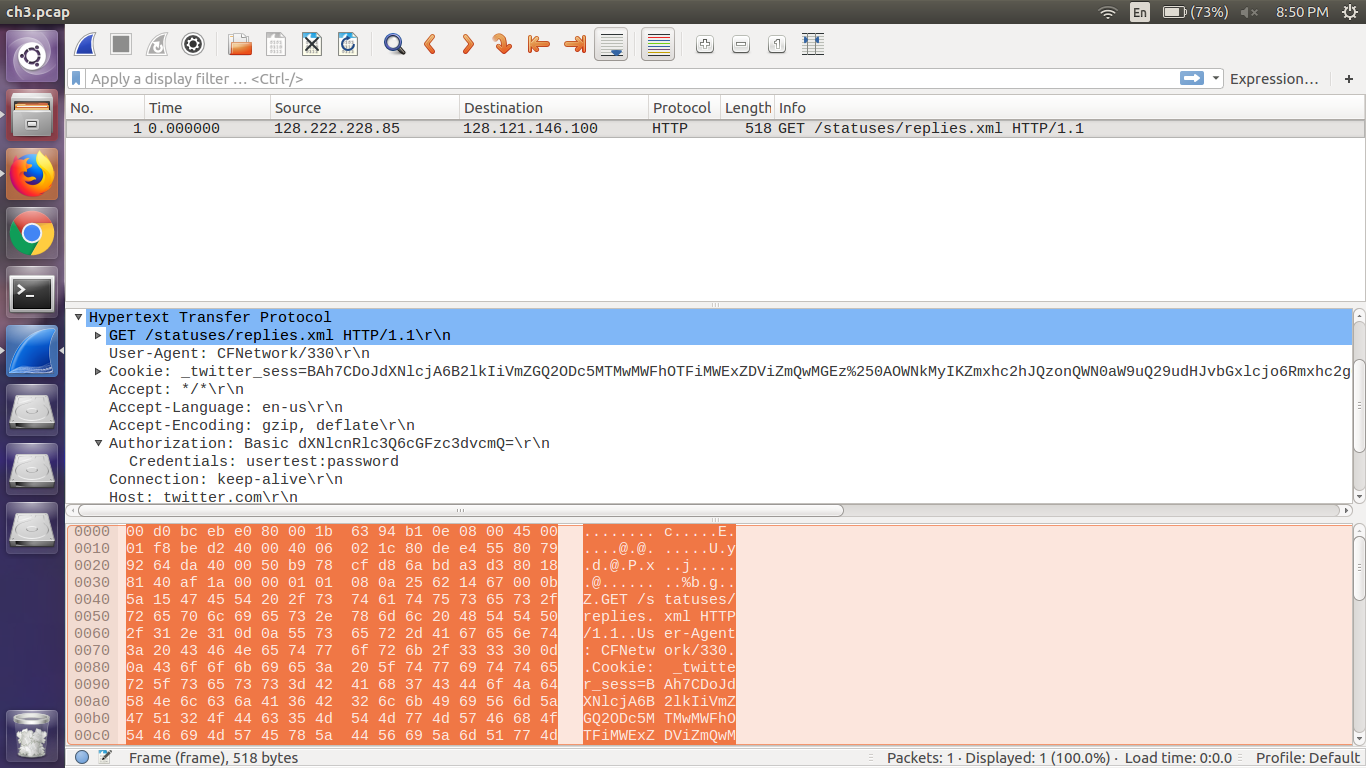 ch3.pcap
En (73%) 8:50 PM
Apply a display filter … <Ctrl-/>
Expression… +
No. Time Source Destination Protocol Length Info
1 0.000000 128.222.228.85 128.121.146.100 HTTP 518 GET /statuses/replies.xml HTTP/1.1
Hypertext Transfer Protocol
GET /statuses/replies.xml HTTP/1.1\r\n
User-Agent: CFNetwork/330\r\n
Cookie: _twitter_sess=BAh7CDoJdXNlcjA6B2lkIiVmZGQ2ODc5MTMwMWFhOTFiMWExZDViZmQwMGEz%250AOWNkMyIKZmxhc2hJQzonQWN0aW9uQ29udHJvbGxlcjo6Rmxhc2g
Accept: */*\r\n
Accept-Language: en-us\r\n
Accept-Encoding: gzip, deflate\r\n
Authorization: Basic dXNlcnRlc3Q6cGFzc3dvcmQ=\r\n
Credentials: usertest:password
Connection: keep-alive\r\n
Host: twitter.com\r\n
0000 00 d0 bc eb e0 80 00 1b 63 94 b1 0e 08 00 45 00 ........ c.....E.
0010 01 f8 be d2 40 00 40 06 02 1c 80 de e4 55 80 79 ....@.@. .....U.y
0020 92 64 da 40 00 50 b9 78 cf d6 6a bd a3 d3 80 18 .d.@.P.x ..j.....
0030 81 40 af 1a 00 00 01 01 08 0a 25 62 14 67 00 0b .@...... ..%b.g..
0040 5a 15 47 45 54 20 2f 73 74 61 74 75 73 65 73 2f Z.GET /s tatuses/
0050 72 65 70 6c 69 65 73 2e 78 6d 6c 20 48 54 54 50 replies. xml HTTP
0060 2f 31 2e 31 0d 0a 55 73 65 72 2d 41 67 65 6e 74 /1.1..Us er-Agent
0070 3a 20 43 46 4e 65 74 77 6f 72 6b 2f 33 33 30 0d : CFNetw ork/330.
0080 0a 43 6f 6f 6b 69 65 3a 20 5f 74 77 69 74 74 65 .Cookie: _twitte
0090 72 5f 73 65 73 73 3d 42 41 68 37 43 44 6f 4a 64 r_sess=B Ah7CDoJd
00a0 58 4e 6c 63 6a 41 36 42 32 6c 6b 49 69 56 6d 5a XNlcjA6B 2lkIiVmZ
00b0 47 51 32 4f 44 63 35 4d 54 4d 77 4d 57 46 68 4f GQ2ODc5M TMwMWFhO
00c0 54 46 69 4d 57 45 78 5a 44 56 69 5a 6d 51 77 4d TFiMWExZ DViZmQwM
Frame (frame), 518 bytes Packets: 1 · Displayed: 1 (100.0%) · Load time: 0:0.0 Profile: Default